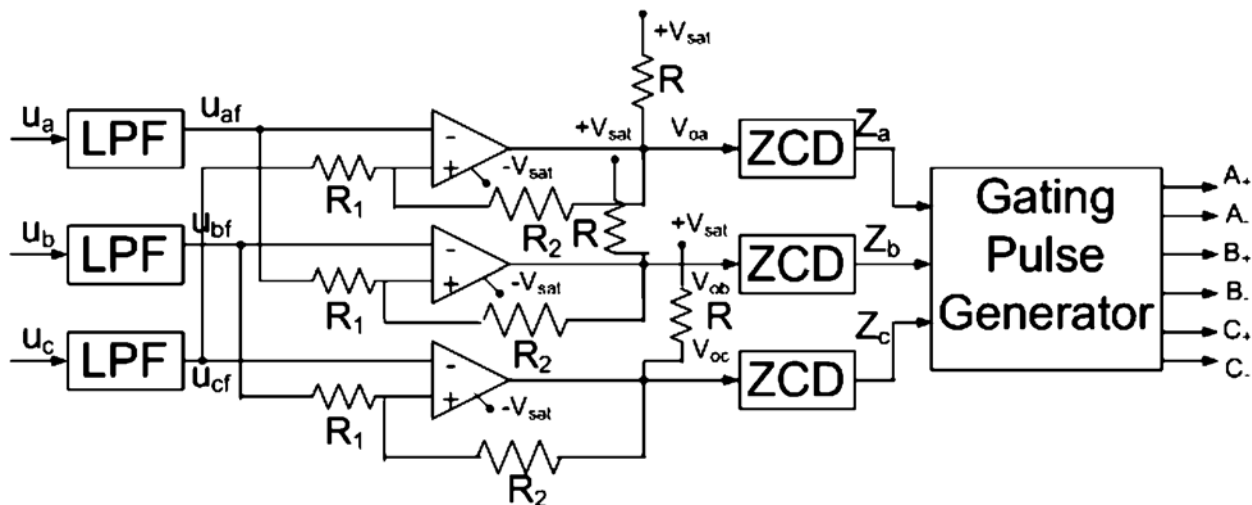 +Vsat
R
ua
LPF
uaf
-
+
-Vsat
+Vsat
Voa
ZCD
Za
R1
R2
R
ub
LPF
ubf
-
+
-Vsat
+Vsat
Vob
ZCD
Zb
R1
R2
R
uc
LPF
ucf
-
+
-Vsat
Voc
ZCD
Zc
R1
R2
Gating
Pulse
Generator
A+
A-
B+
B-
C+
C-